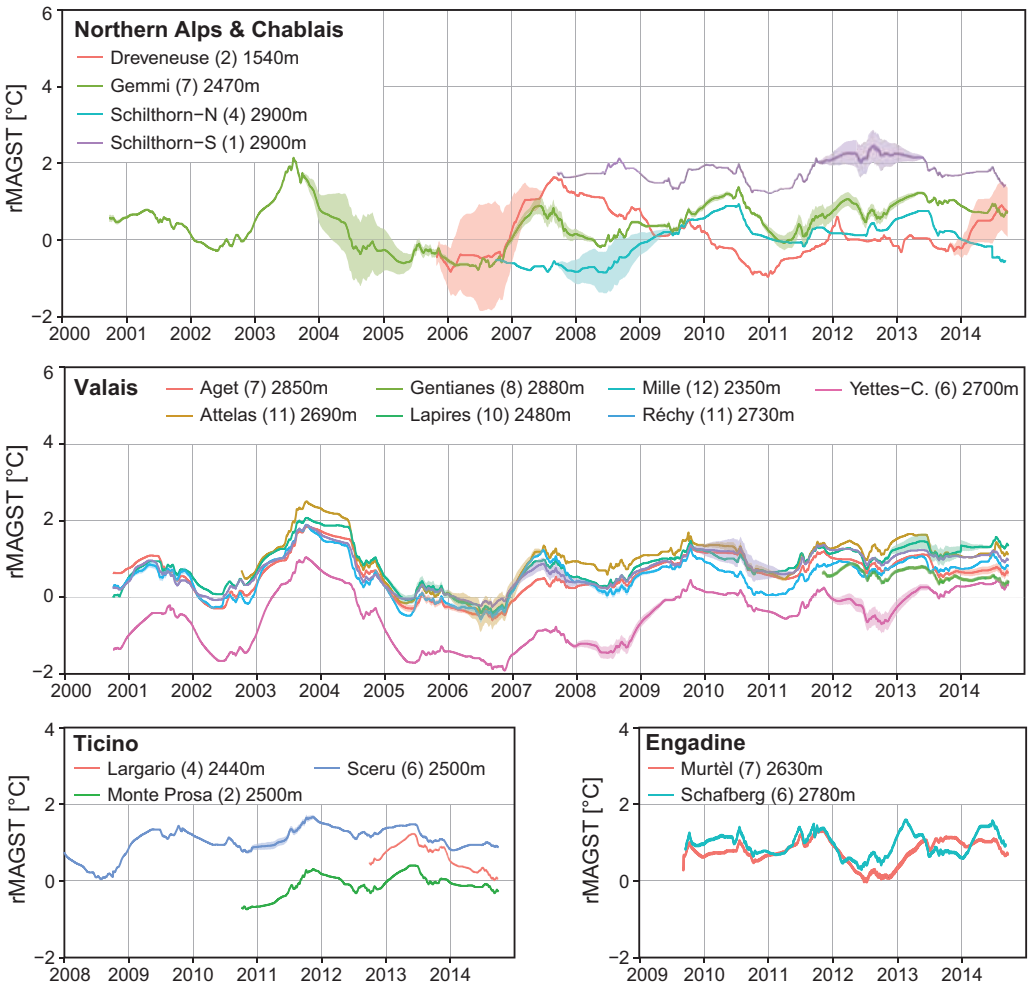 Northern Alps & Chablais
Dreveneuse (2) 1540m
Gemmi (7) 2470m
Schilthorn−N (4) 2900m
Schilthorn−S (1) 2900m
rMAGST [°C]
6
4
2
0
−2
2000 2001 2002 2003 2004 2005 2006 2007 2008 2009 2010 2011 2012 2013 2014
Valais
Aget (7) 2850m
Attelas (11) 2690m
Gentianes (8) 2880m
Lapires (10) 2480m
Mille (12) 2350m
Réchy (11) 2730m
Yettes−C. (6) 2700m
rMAGST [°C]
6
4
2
0
−2
2000 2001 2002 2003 2004 2005 2006 2007 2008 2009 2010 2011 2012 2013 2014
Ticino
Largario (4) 2440m
Monte Prosa (2) 2500m
Sceru (6) 2500m
rMAGST [°C]
4
2
0
−2
2008 2009 2010 2011 2012 2013 2014
Engadine
Murtèl (7) 2630m
Schafberg (6) 2780m
rMAGST [°C]
4
2
0
−2
2009 2010 2011 2012 2013 2014